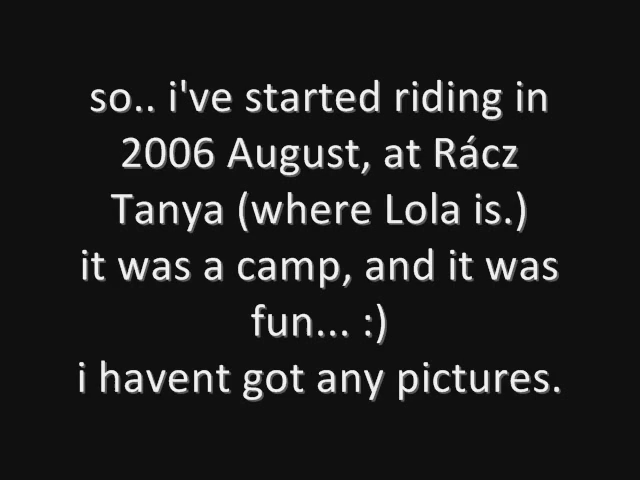 so.. i've started riding in
2006 August, at Rácz
Tanya (where Lola is.)
it was a camp, and it was
fun... :)
i havent got any pictures.